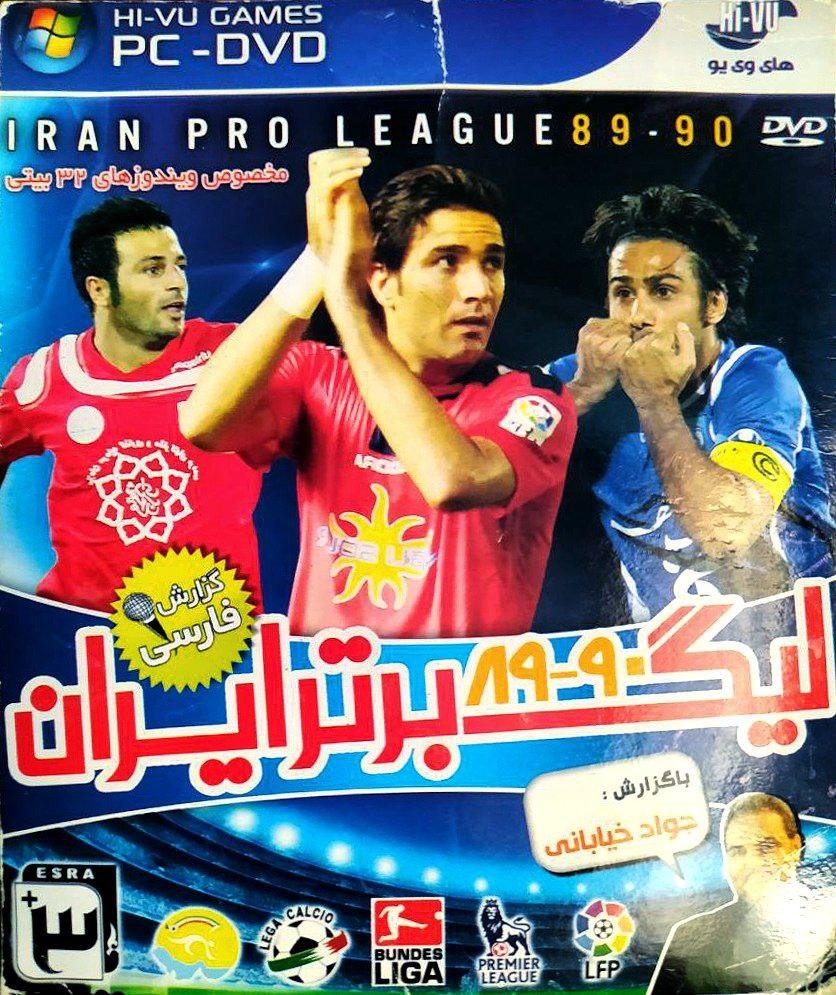 HI-VU GAMES
PC-DVD
HI-VU
های وی یو
IRAN PRO LEAGUE 89-90
DVD
مخصوص ویندوزهای ۳۲ بیتی
گزارش
فارسی
لیگ ۹۰-۸۹ برتر ایران
با گزارش :
جواد خیابانی
ESRA
+۳
LEGA CALCIO
BUNDES
LIGA
PREMIER
LEAGUE
LFP